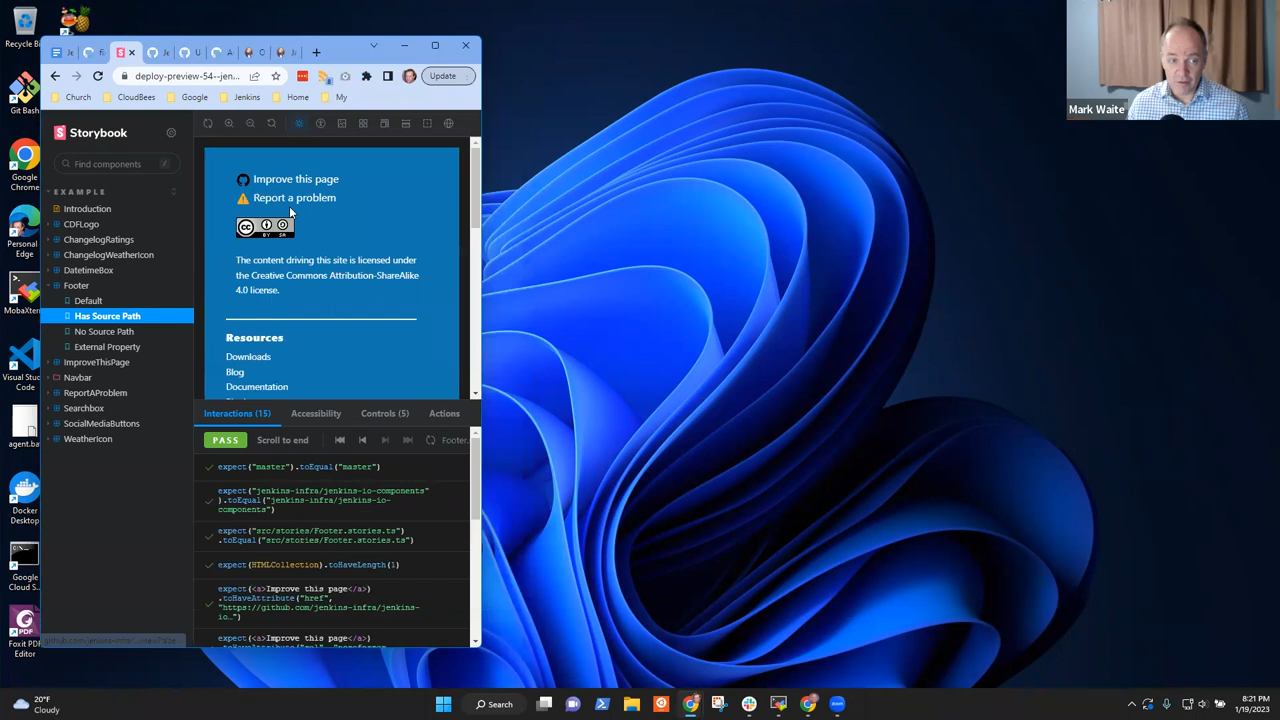 Recycle Bin
Git Bash
Google
Chrome
Microsoft
Edge
MobaXterm
Visual Studio
Code
agent.bat
Docker
Desktop
Google
Cloud S...
Foxit PDF
Editor
deploy-preview-54--jen...
Update
Church
CloudBees
Google
Jenkins
Home
My
Storybook
Find components
/
EXAMPLE
Introduction
CDFLogo
ChangelogRatings
ChangelogWeatherIcon
DatetimeBox
Footer
Default
Has Source Path
No Source Path
External Property
ImproveThisPage
Navbar
ReportAProblem
Searchbox
SocialMediaButtons
WeatherIcon
Improve this page
Report a problem
cc
BY SA
The content driving this site is licensed under
the Creative Commons Attribution-ShareAlike
4.0 license.
Resources
Downloads
Blog
Documentation
Interactions (15)
Accessibility
Controls (5)
Actions
PASS
Scroll to end
Footer.
expect("master").toEqual("master")
expect("jenkins-infra/jenkins-io-components"
).toEqual("jenkins-infra/jenkins-io-
components")
expect("src/stories/Footer.stories.ts")
.toEqual("src/stories/Footer.stories.ts")
expect(HTMLCollection).toHaveLength(1)
expect(<a>Improve this page</a>)
.toHaveAttribute("href",
"https://github.com/jenkins-infra/jenkins-
io…")
expect(<a>Improve this page</a>)
Mark Waite
20°F
Cloudy
Search
8:21 PM
1/19/2023